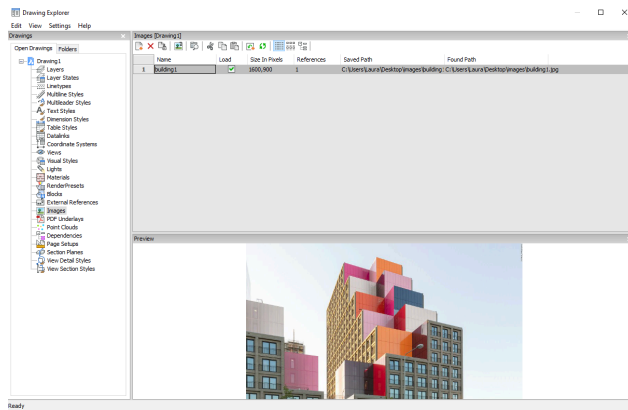 Drawing Explorer
Edit View Settings Help
Drawings
Open Drawings Folders
Drawing1
Layers
Layer States
Linetypes
Multiline Styles
Multileader Styles
Text Styles
Dimension Styles
Table Styles
Datalinks
Coordinate Systems
Views
Visual Styles
Lights
Materials
RenderPresets
Blocks
External References
Images
PDF Underlays
Point Clouds
Dependencies
Page Setups
Section Planes
View Detail Styles
View Section Styles
Images [Drawing1]
Name Load Size In Pixels References Saved Path Found Path
1 building1 1600,900 1 C:\Users\Laura\Desktop\images\building: C:\Users\Laura\Desktop\images\building1.jpg
Preview
Ready